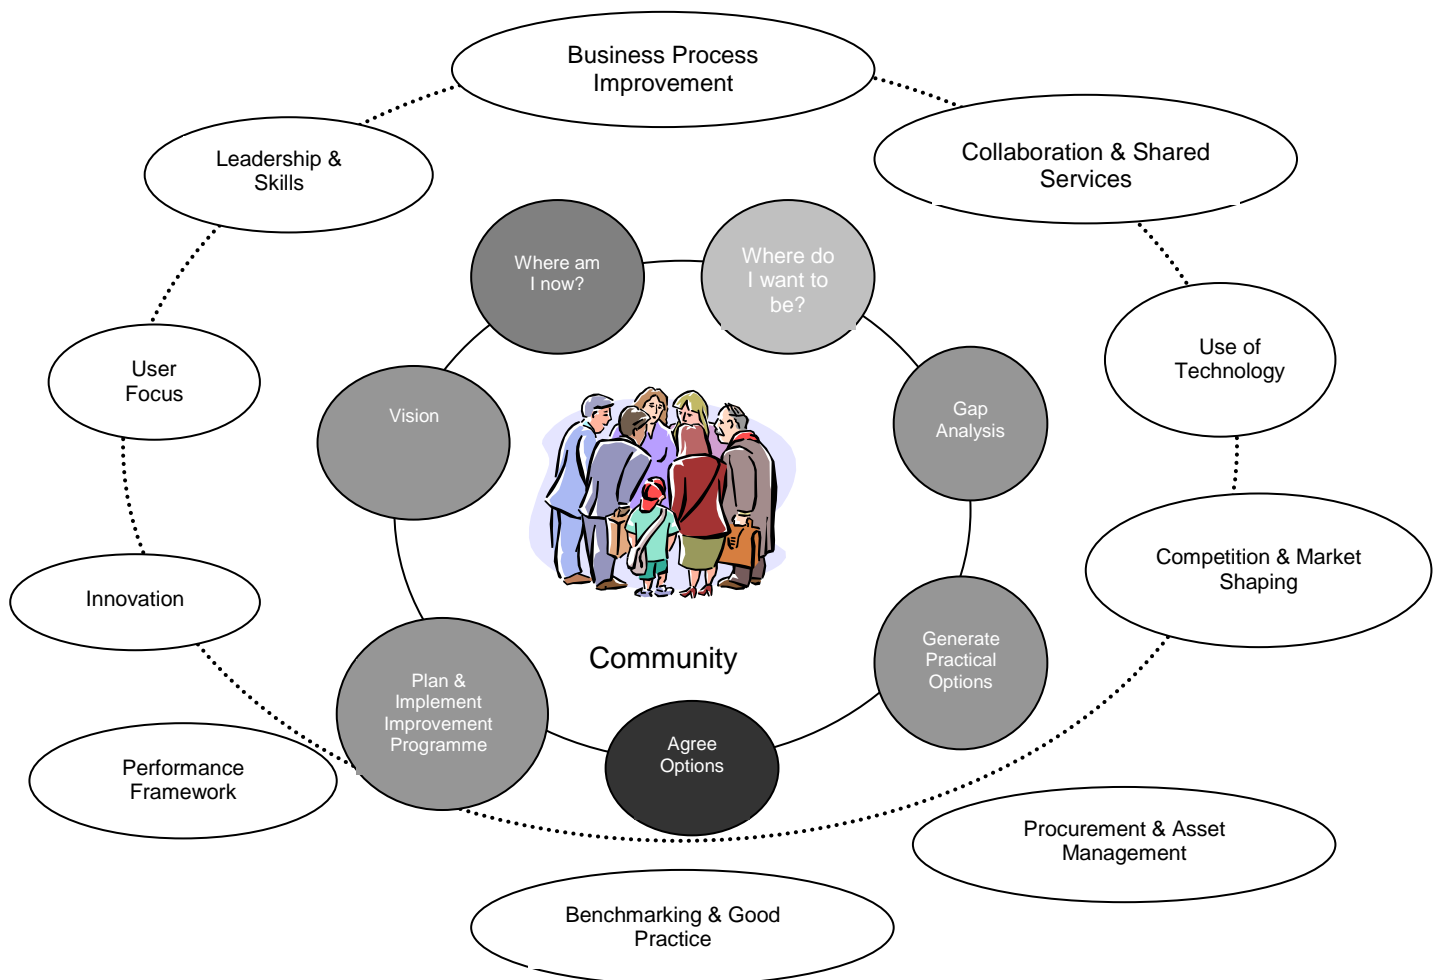 Business Process
Improvement
Leadership &
Skills
Collaboration & Shared
Services
Where am
I now?
Where do
I want to
be?
User
Focus
Use of
Technology
Vision
Gap
Analysis
Innovation
Competition & Market
Shaping
Community
Generate
Practical
Options
Plan &
Implement
Improvement
Programme
Agree
Options
Performance
Framework
Procurement & Asset
Management
Benchmarking & Good
Practice